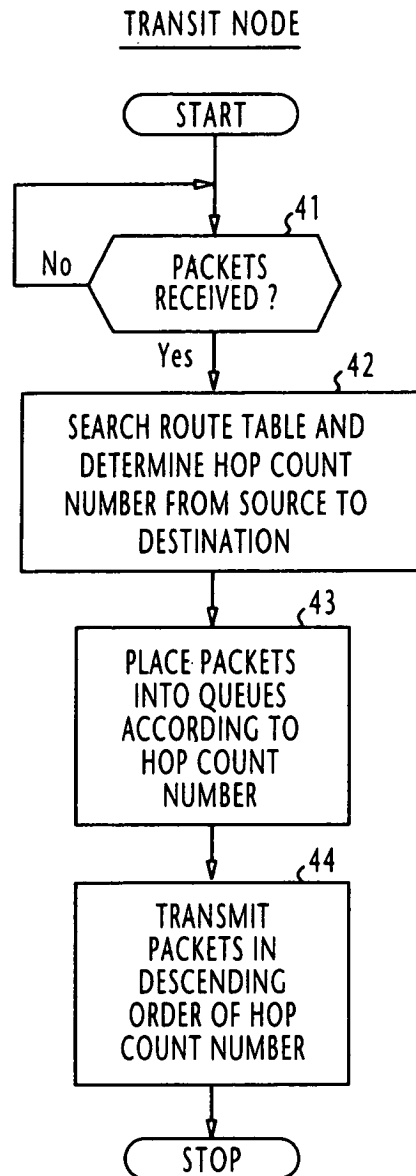 TRANSIT NODE
START
41
No
PACKETS
RECEIVED ?
Yes
42
SEARCH ROUTE TABLE AND
DETERMINE HOP COUNT
NUMBER FROM SOURCE TO
DESTINATION
43
PLACE PACKETS
INTO QUEUES
ACCORDING TO
HOP COUNT
NUMBER
44
TRANSMIT
PACKETS IN
DESCENDING
ORDER OF HOP
COUNT NUMBER
STOP